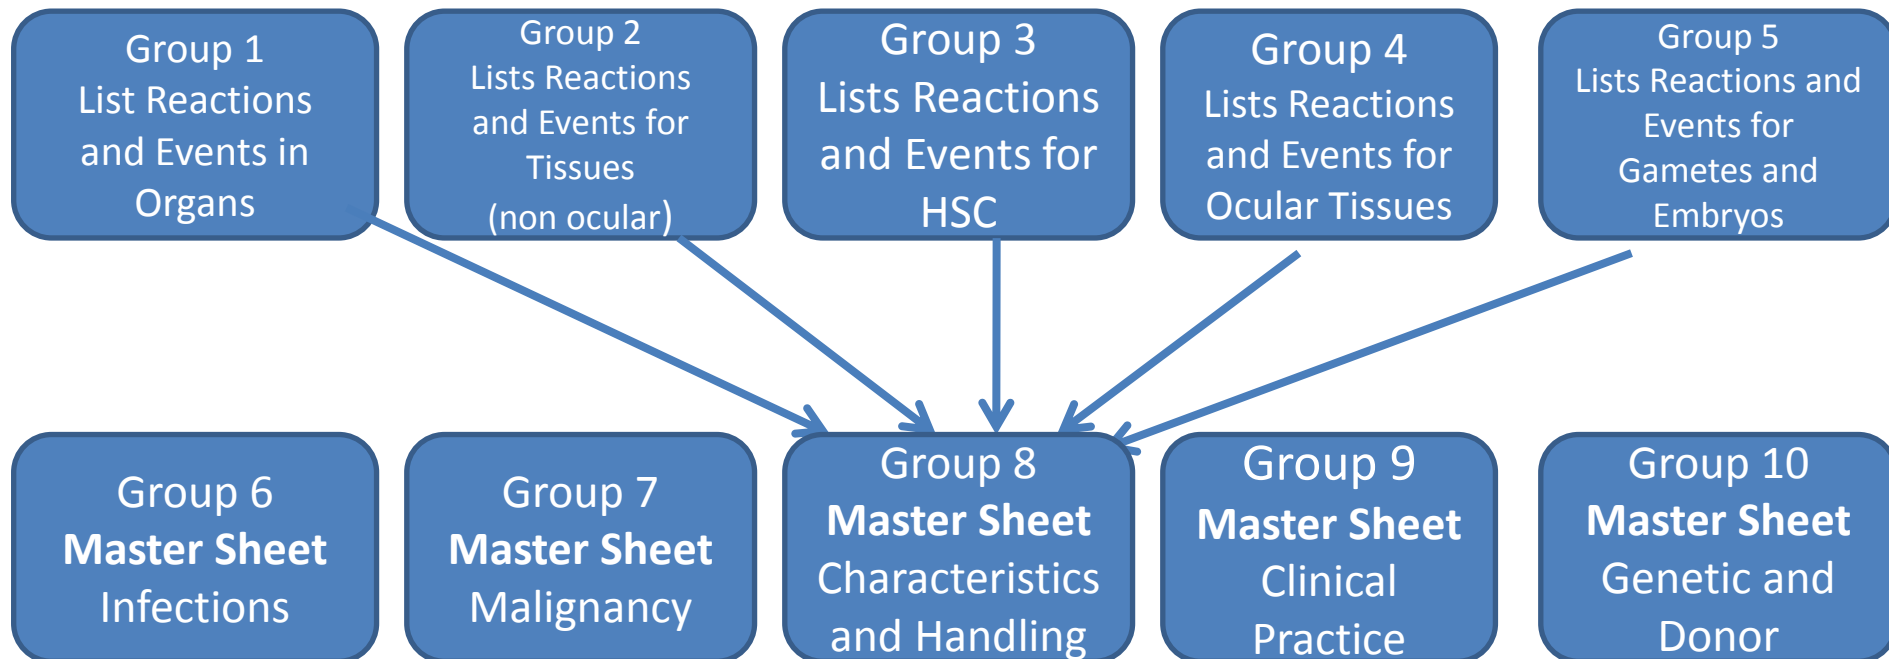 Group 1
List Reactions
and Events in
Organs
Group 2
Lists Reactions
and Events for
Tissues
(non ocular)
Group 3
Lists Reactions
and Events for
HSC
Group 4
Lists Reactions
and Events for
Ocular Tissues
Group 5
Lists Reactions and
Events for
Gametes and
Embryos
Group 6
Master Sheet
Infections
Group 7
Master Sheet
Malignancy
Group 8
Master Sheet
Characteristics
and Handling
Group 9
Master Sheet
Clinical
Practice
Group 10
Master Sheet
Genetic and
Donor